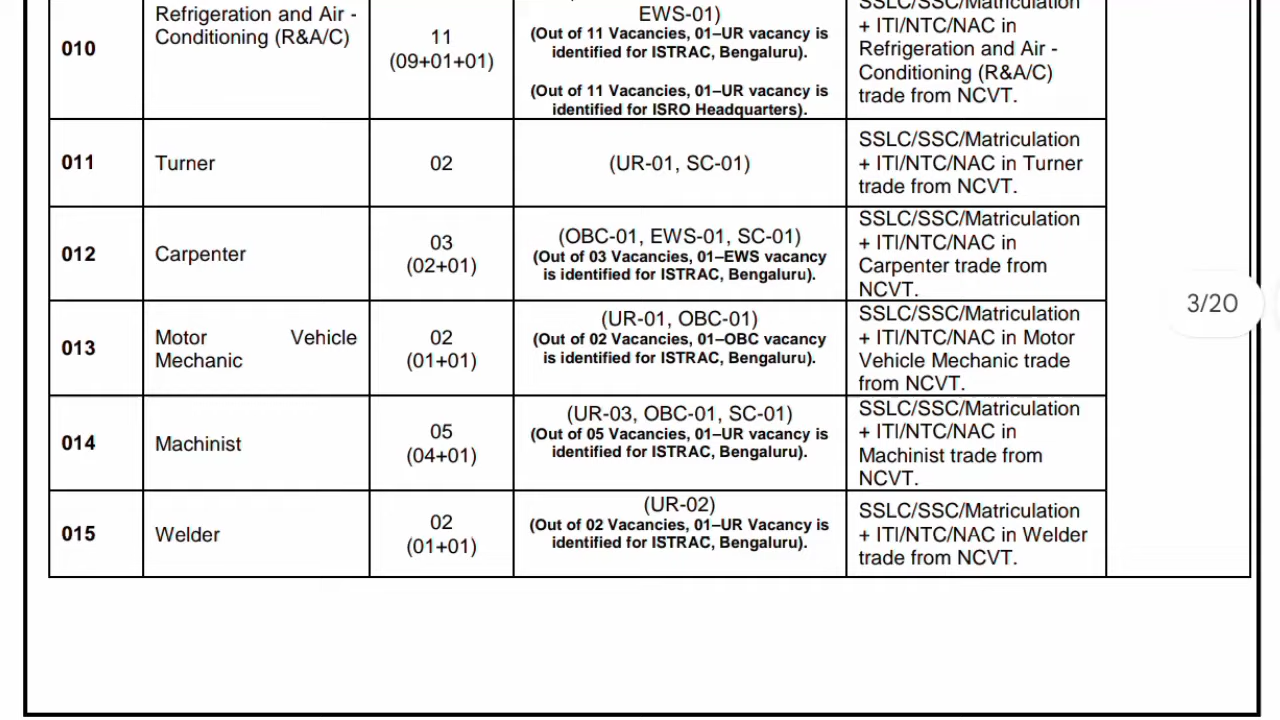 010
Refrigeration and Air -
Conditioning (R&A/C)
11
(09+01+01)
EWS-01)
(Out of 11 Vacancies, 01–UR vacancy is
identified for ISTRAC, Bengaluru).
(Out of 11 Vacancies, 01–UR vacancy is
identified for ISRO Headquarters).
SSLC/SSC/Matriculation
+ ITI/NTC/NAC in
Refrigeration and Air -
Conditioning (R&A/C)
trade from NCVT.
011
Turner
02
(UR-01, SC-01)
SSLC/SSC/Matriculation
+ ITI/NTC/NAC in Turner
trade from NCVT.
012
Carpenter
03
(02+01)
(OBC-01, EWS-01, SC-01)
(Out of 03 Vacancies, 01–EWS vacancy
is identified for ISTRAC, Bengaluru).
SSLC/SSC/Matriculation
+ ITI/NTC/NAC in
Carpenter trade from
NCVT.
3/20
013
Motor Vehicle
Mechanic
02
(01+01)
(UR-01, OBC-01)
(Out of 02 Vacancies, 01–OBC vacancy
is identified for ISTRAC, Bengaluru).
SSLC/SSC/Matriculation
+ ITI/NTC/NAC in Motor
Vehicle Mechanic trade
from NCVT.
014
Machinist
05
(04+01)
(UR-03, OBC-01, SC-01)
(Out of 05 Vacancies, 01–UR vacancy is
identified for ISTRAC, Bengaluru).
SSLC/SSC/Matriculation
+ ITI/NTC/NAC in
Machinist trade from
NCVT.
015
Welder
02
(01+01)
(UR-02)
(Out of 02 Vacancies, 01–UR Vacancy is
identified for ISTRAC, Bengaluru).
SSLC/SSC/Matriculation
+ ITI/NTC/NAC in Welder
trade from NCVT.